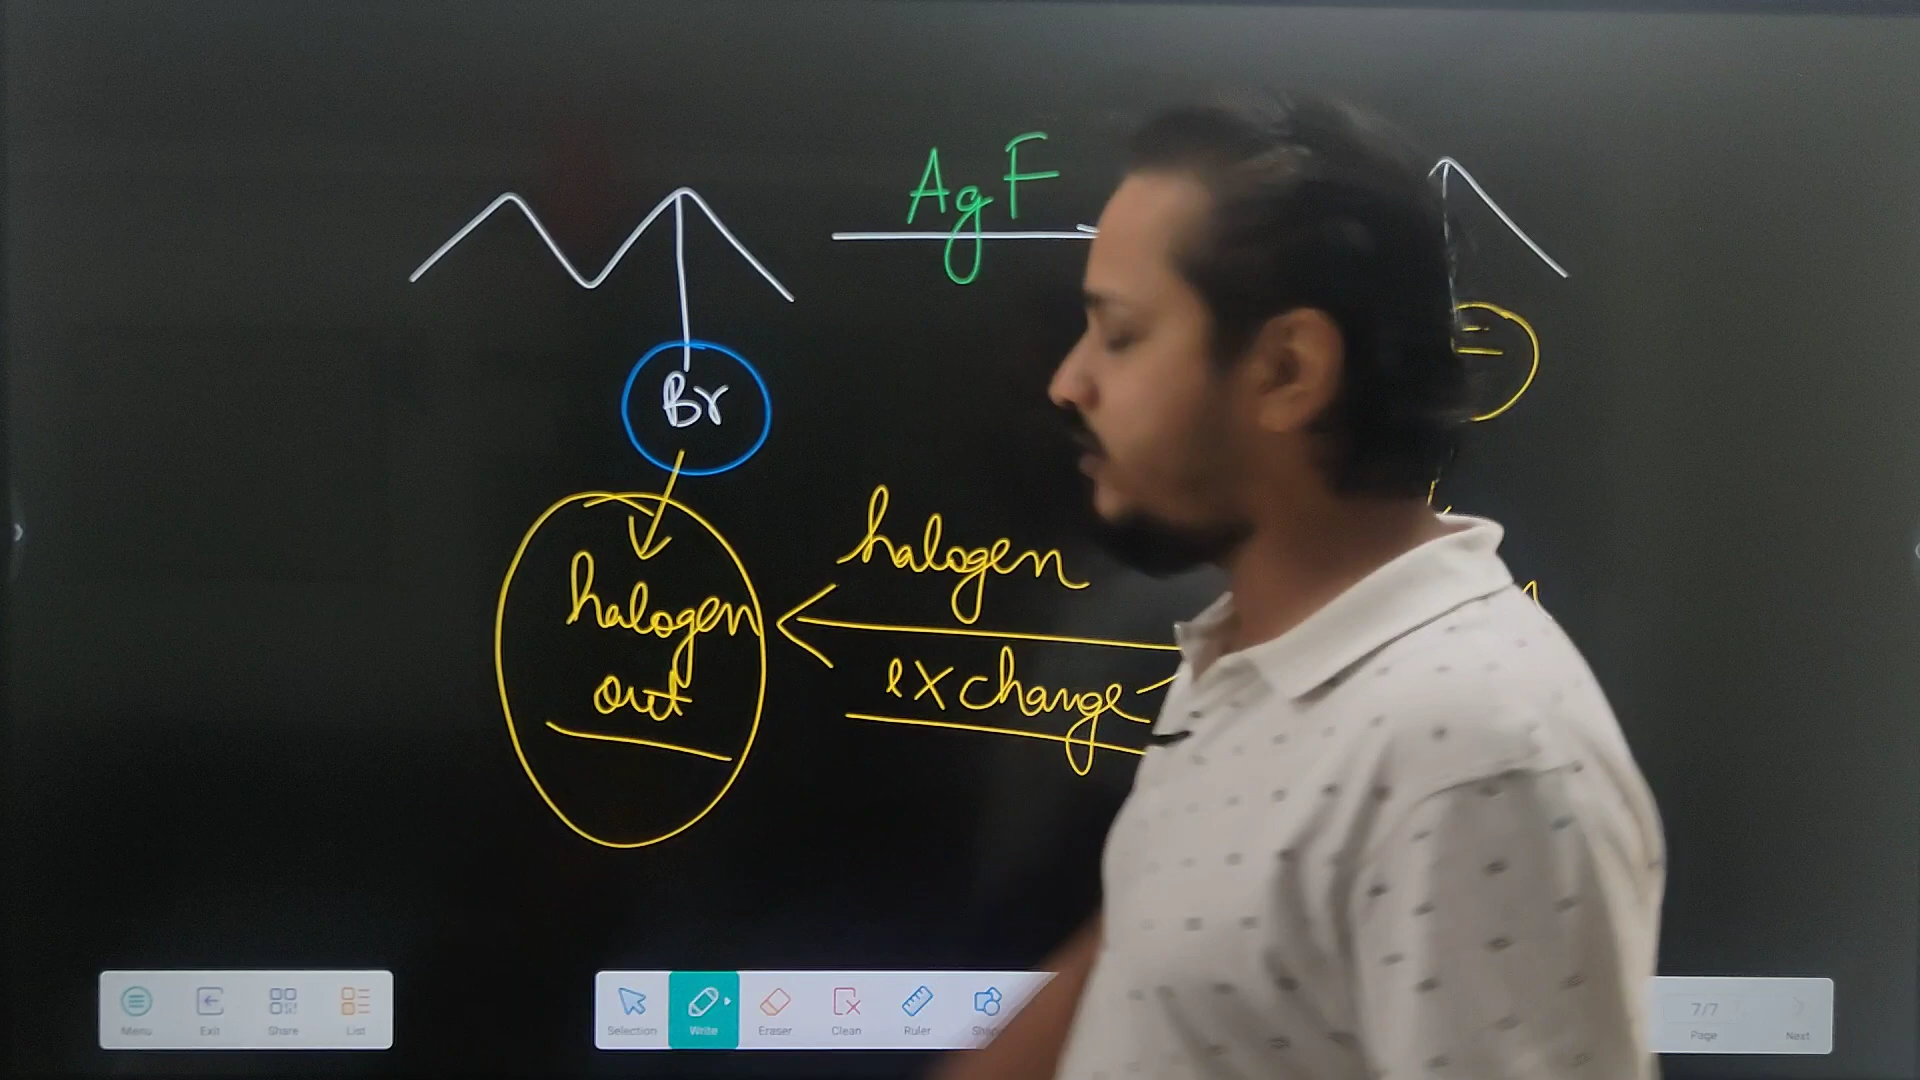 AgF
Br
halogen
out
halogen
exchange
Menu
Exit
Share
List
Selection
Write
Eraser
Clean
Ruler
7/7
Page
Next